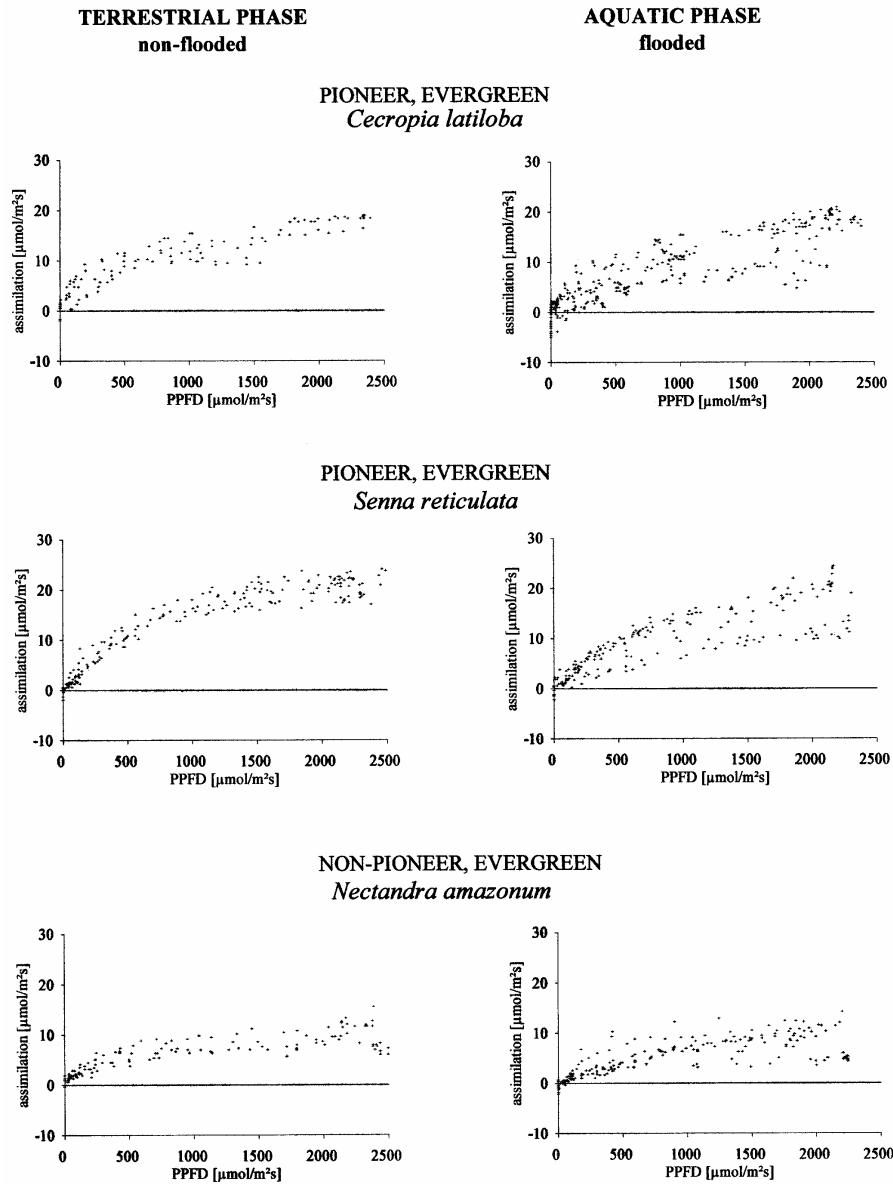 TERRESTRIAL PHASE
non-flooded
AQUATIC PHASE
flooded
PIONEER, EVERGREEN
Cecropia latiloba
assimilation [µmol/m²s]
30
20
10
0
-10
0 500 1000 1500 2000 2500
PPFD [µmol/m²s]
assimilation [µmol/m²s]
30
20
10
0
-10
0 500 1000 1500 2000 2500
PPFD [µmol/m²s]
PIONEER, EVERGREEN
Senna reticulata
assimilation [µmol/m²s]
30
20
10
0
-10
0 500 1000 1500 2000 2500
PPFD [µmol/m²s]
assimilation [µmol/m²s]
30
20
10
0
-10
0 500 1000 1500 2000 2500
PPFD [µmol/m²s]
NON-PIONEER, EVERGREEN
Nectandra amazonum
assimilation [µmol/m²s]
30
20
10
0
-10
0 500 1000 1500 2000 2500
PPFD [µmol/m²s]
assimilation [µmol/m²s]
30
20
10
0
-10
0 500 1000 1500 2000 2500
PPFD [µmol/m²s]